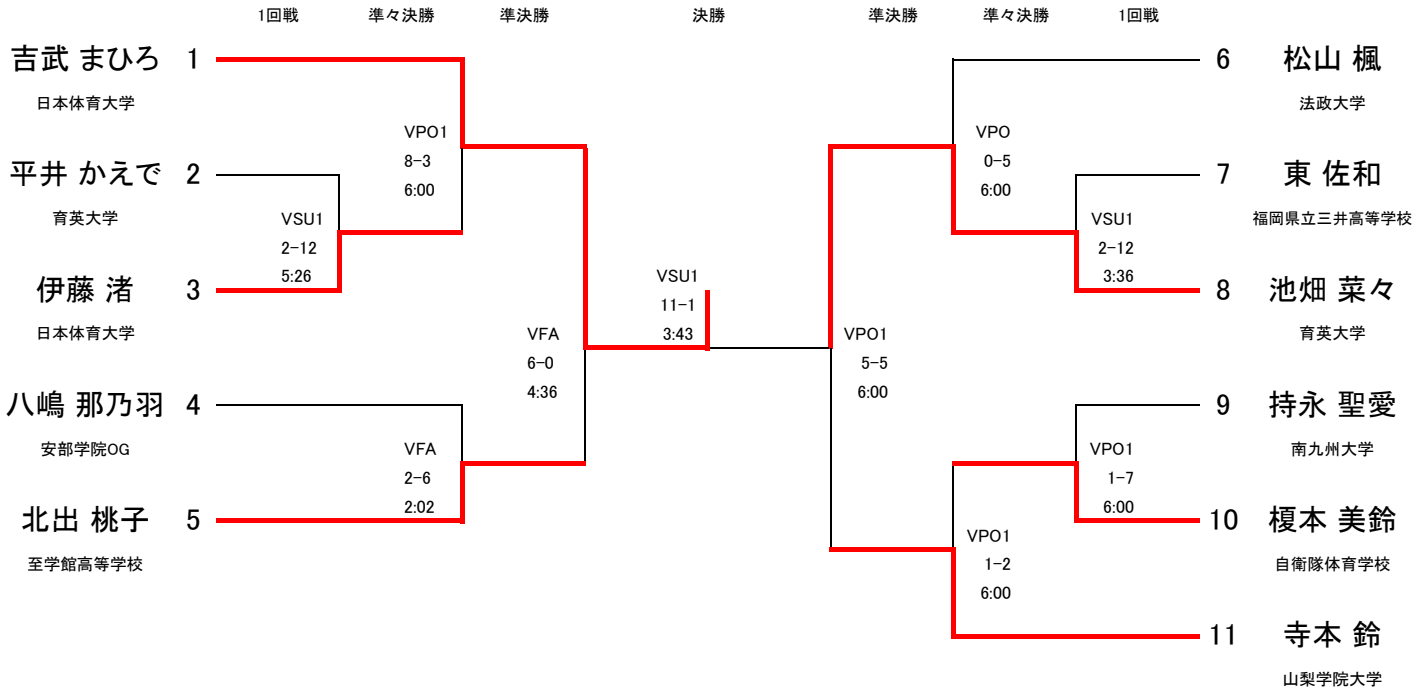 1回戦 準々決勝 準決勝 決勝 準決勝 準々決勝 1回戦
吉武 まひろ 1
日本体育大学
平井 かえで 2
育英大学
伊藤 渚 3
日本体育大学
八嶋 那乃羽 4
安部学院OG
北出 桃子 5
至学館高等学校
VSU1
2−12
5:26
VPO1
8−3
6:00
VFA
2−6
2:02
VFA
6−0
4:36
VSU1
11−1
3:43
VPO1
5−5
6:00
VPO
0−5
6:00
VPO1
1−2
6:00
VSU1
2−12
3:36
VPO1
1−7
6:00
6 松山 楓
法政大学
7 東 佐和
福岡県立三井高等学校
8 池畑 菜々
育英大学
9 持永 聖愛
南九州大学
10 榎本 美鈴
自衛隊体育学校
11 寺本 鈴
山梨学院大学